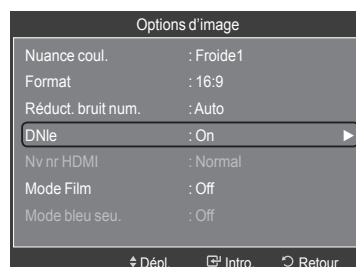 Options d'image
Nuance coul. : Froide1
Format : 16:9
Réduct. bruit num. : Auto
DNIe : On ►
Nv nr HDMI : Normal
Mode Film : Off
Mode bleu seu. : Off
Dépl. Intro. Retour